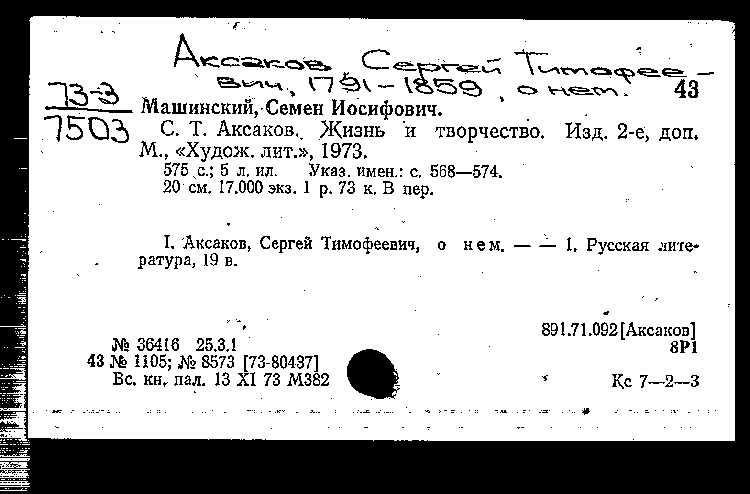 Аксаков Сергей Тимофее-
вич, 1791–1859, о нем. 43
73-3
7503
Машинский, Семен Иосифович.
С. Т. Аксаков. Жизнь и творчество. Изд. 2-е, доп.
М., «Худож. лит.», 1973.
575 с.; 5 л. ил. Указ. имен.: с. 568—574.
20 см. 17.000 экз. 1 р. 73 к. В пер.
I. Аксаков, Сергей Тимофеевич, о нем. — — 1. Русская лите-
ратура, 19 в.
891.71.092[Аксаков]
8Р1
№ 36416 25.3.1
43 № 1105; № 8573 [73-80437]
Вс. кн. пал. 13 XI 73 М382
Кс 7—2—3